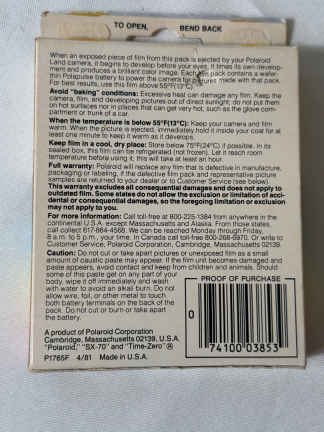 TO OPEN, BEND BACK
When an exposed piece of film from this pack is ejected by your Polaroid
Land camera, it begins to develop before your eyes. It times its own develop-
ment and produces a brilliant color image. Each film pack contains a wafer-
thin Polapulse battery to power the camera for pictures made with that pack.
For best results, use this film above 55°F(13°C).
Avoid "baking" conditions: Excessive heat can damage any film. Keep the
camera, film, and developing pictures out of direct sunlight; do not put them
on hot surfaces nor in places that can get very hot, such as the glove com-
partment or trunk of a car.
When the temperature is below 55°F(13°C): Keep your camera and film
warm. When the picture is ejected, immediately hold it inside your coat for at
least one minute to keep it warm as it develops.
Keep film in a cool, dry place: Store below 75°F(24°C) if possible. In its
sealed box, this film can be refrigerated (not frozen). Let it reach room
temperature before using it; this will take at least an hour.
Full warranty: Polaroid will replace any film that is defective in manufacture,
packaging or labeling, if the defective film pack and representative picture
samples are returned to your dealer or to Customer Service (see below).
This warranty excludes all consequential damages and does not apply to
outdated film. Some states do not allow the exclusion or limitation of acci-
dental or consequential damages, so the foregoing limitation or exclusion
may not apply to you.
For more information: Call toll-free at 800-225-1384 from anywhere in the
continental U.S.A. except Massachusetts and Alaska. From those states,
call collect 617-864-4568. We can be reached Monday through Friday,
8 a.m. to 5 p.m., your time. In Canada call toll-free 800-268-6970. Or write to
Customer Service, Polaroid Corporation, Cambridge, Massachusetts 02139.
Caution: Do not cut or take apart pictures or unexposed film as a small
amount of caustic paste may appear. If the film unit becomes damaged and
paste appears, avoid contact and keep from children and animals. Should
some of this paste get on any part of your
body, wipe it off immediately and wash
with water to avoid an alkali burn. Do not
allow wire, foil, or other metal to touch
both battery terminals on the back of the
pack. Do not cut or burn or take apart
the battery.
A product of Polaroid Corporation
Cambridge, Massachusetts 02139, U.S.A.
"Polaroid," "SX-70" and "Time-Zero"®
P1765F 4/81 Made in U.S.A.
PROOF OF PURCHASE
0
74100 03853